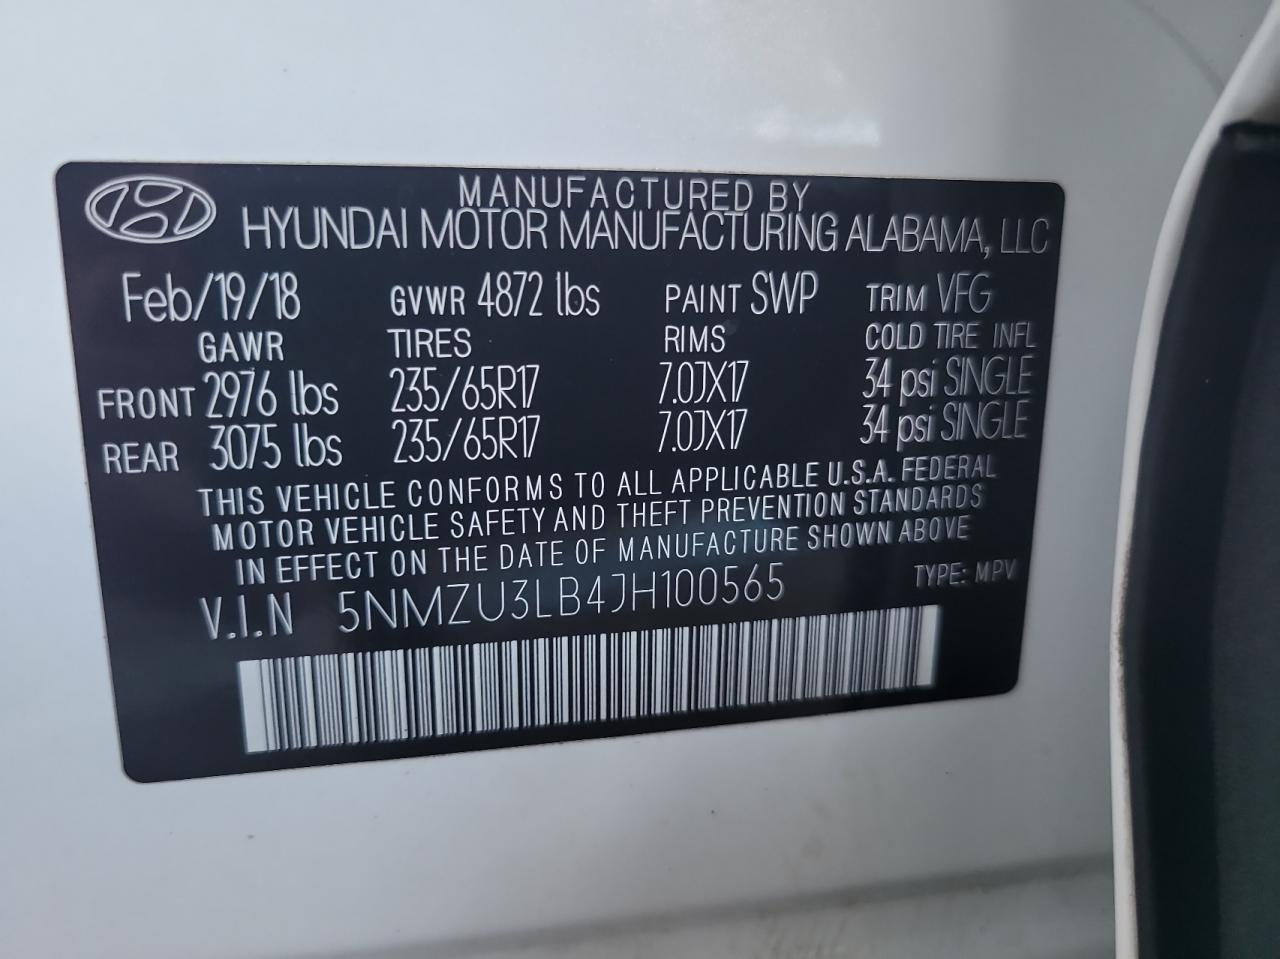 MANUFACTURED BY
HYUNDAI MOTOR MANUFACTURING ALABAMA, LLC
Feb/19/18 GVWR 4872 lbs PAINT SWP TRIM VFG
GAWR TIRES RIMS COLD TIRE INFL
FRONT 2976 lbs 235/65R17 7.0JX17 34 psi SINGLE
REAR 3075 lbs 235/65R17 7.0JX17 34 psi SINGLE
THIS VEHICLE CONFORMS TO ALL APPLICABLE U.S.A. FEDERAL
MOTOR VEHICLE SAFETY AND THEFT PREVENTION STANDARDS
IN EFFECT ON THE DATE OF MANUFACTURE SHOWN ABOVE
V.I.N 5NMZU3LB4JH100565 TYPE: MPV